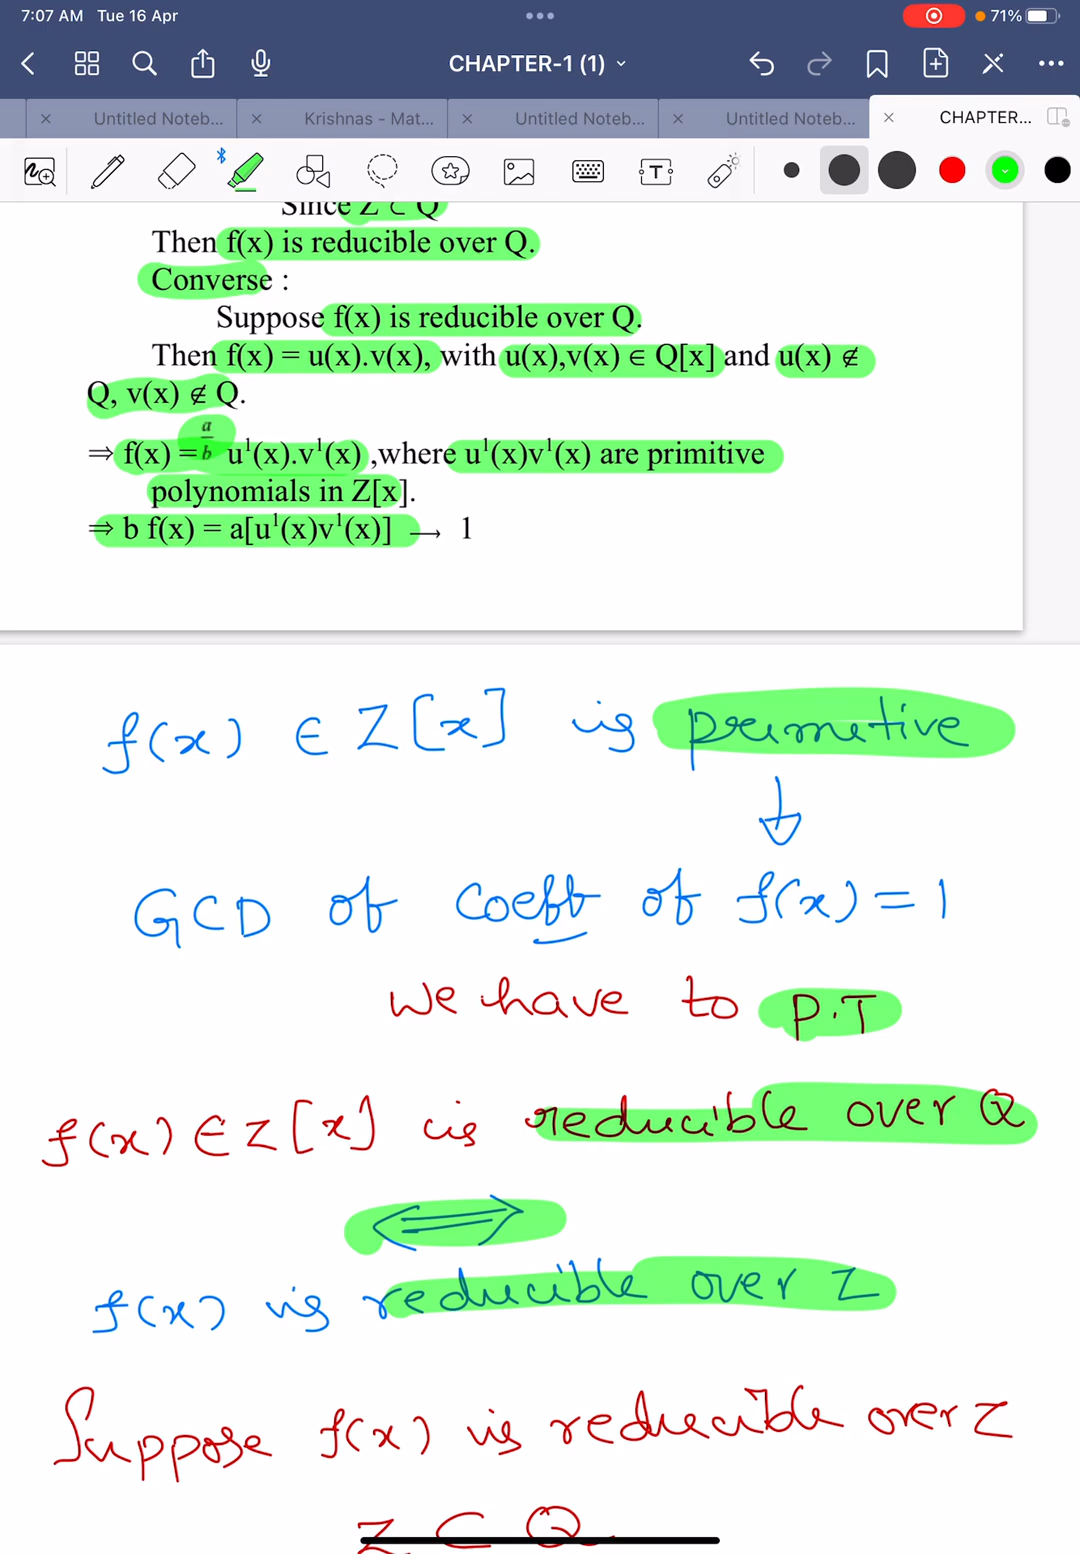 7:07 AM Tue 16 Apr
71%
CHAPTER-1 (1)
Untitled Noteb...
Krishnas - Mat...
Untitled Noteb...
Untitled Noteb...
CHAPTER...
Since Z ⊂ Q
Then f(x) is reducible over Q.
Converse :
Suppose f(x) is reducible over Q.
Then f(x) = u(x).v(x), with u(x),v(x) ∈ Q[x] and u(x) ∉
Q, v(x) ∉ Q.
⇒ f(x) = a/b u¹(x).v¹(x) ,where u¹(x)v¹(x) are primitive
polynomials in Z[x].
⇒ b f(x) = a[u¹(x)v¹(x)] → 1
f(x) ∈ Z[x] is primetive
↓
GCD of coeff of f(x) = 1
we have to P.T
f(x) ∈ Z[x] is reducible over Q
⟺
f(x) is reducible over Z
Suppose f(x) is reducible over Z
Z ⊂ Q